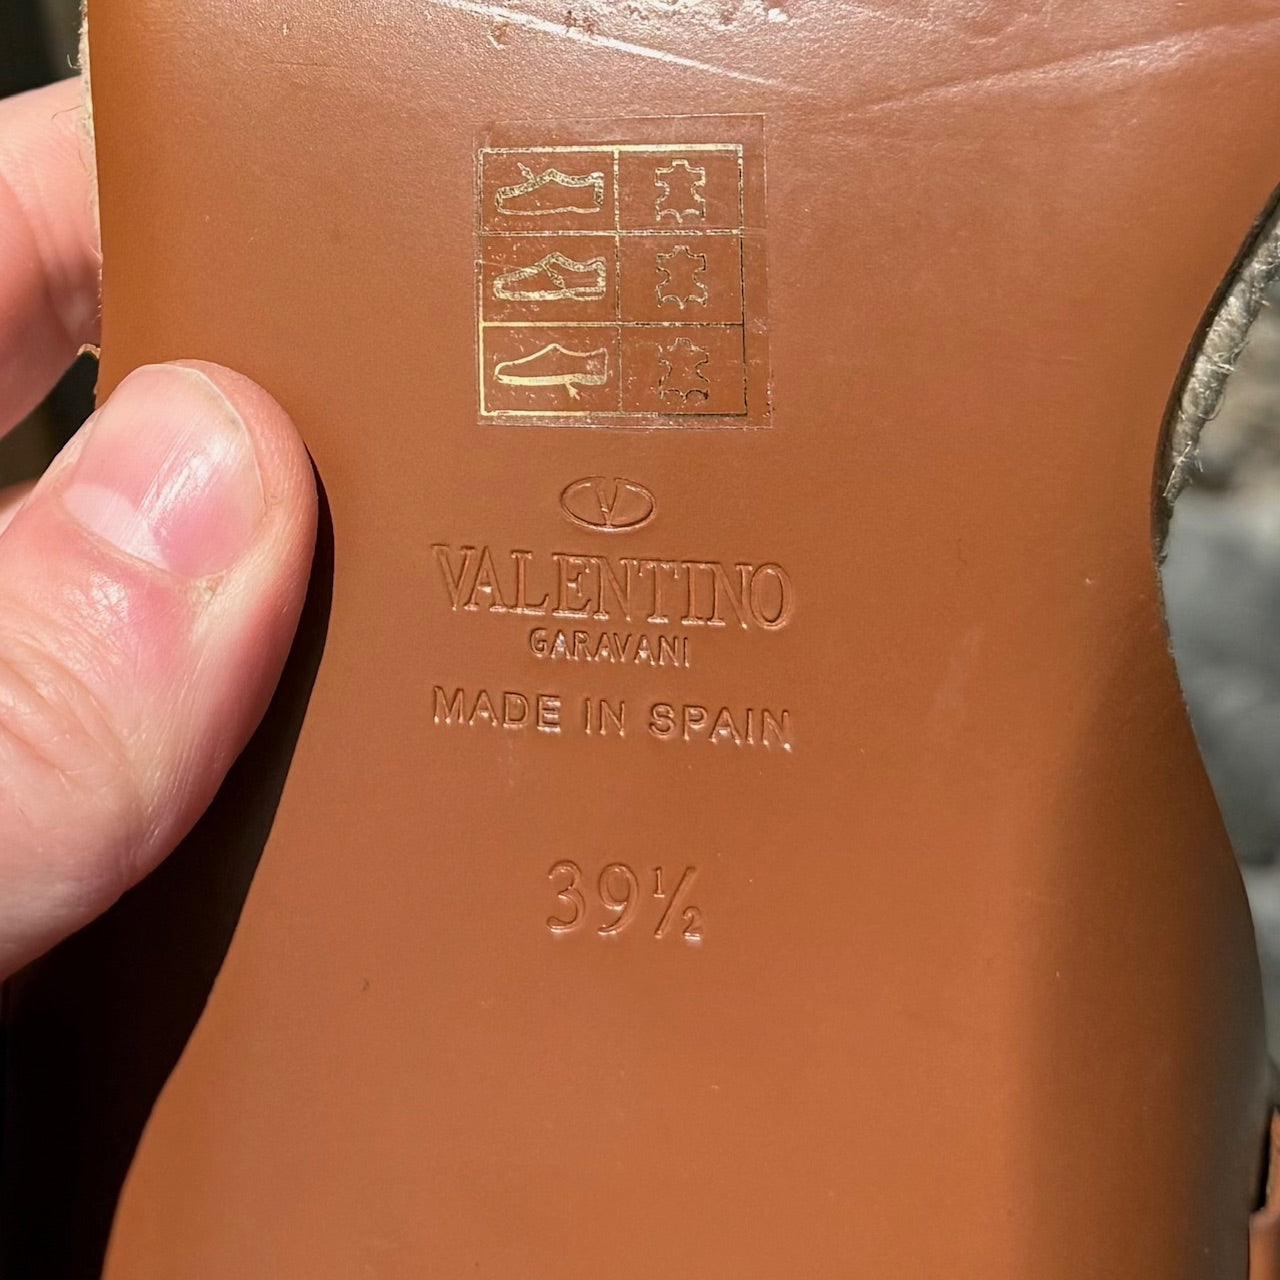 V
VALENTINO
GARAVANI
MADE IN SPAIN
39½